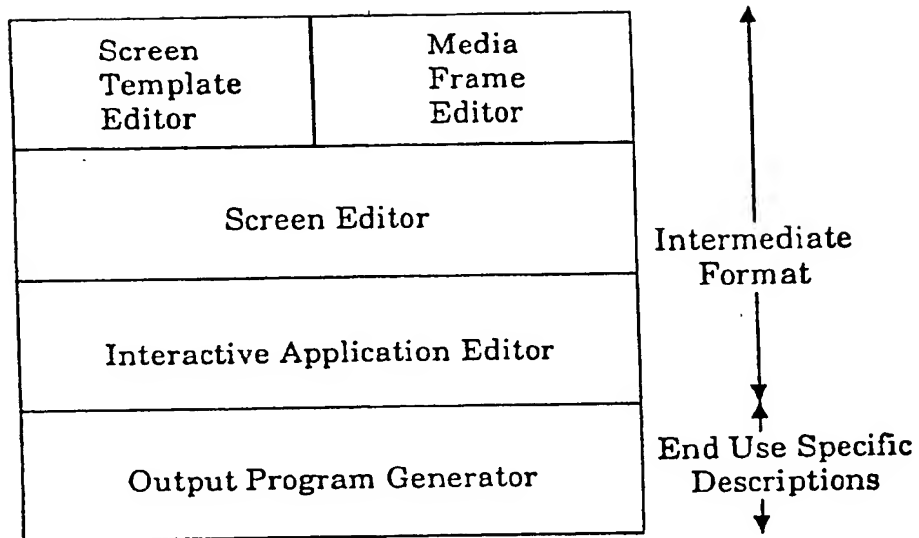 Screen
Template
Editor
Media
Frame
Editor
Screen Editor
Interactive Application Editor
Output Program Generator
Intermediate
Format
End Use Specific
Descriptions